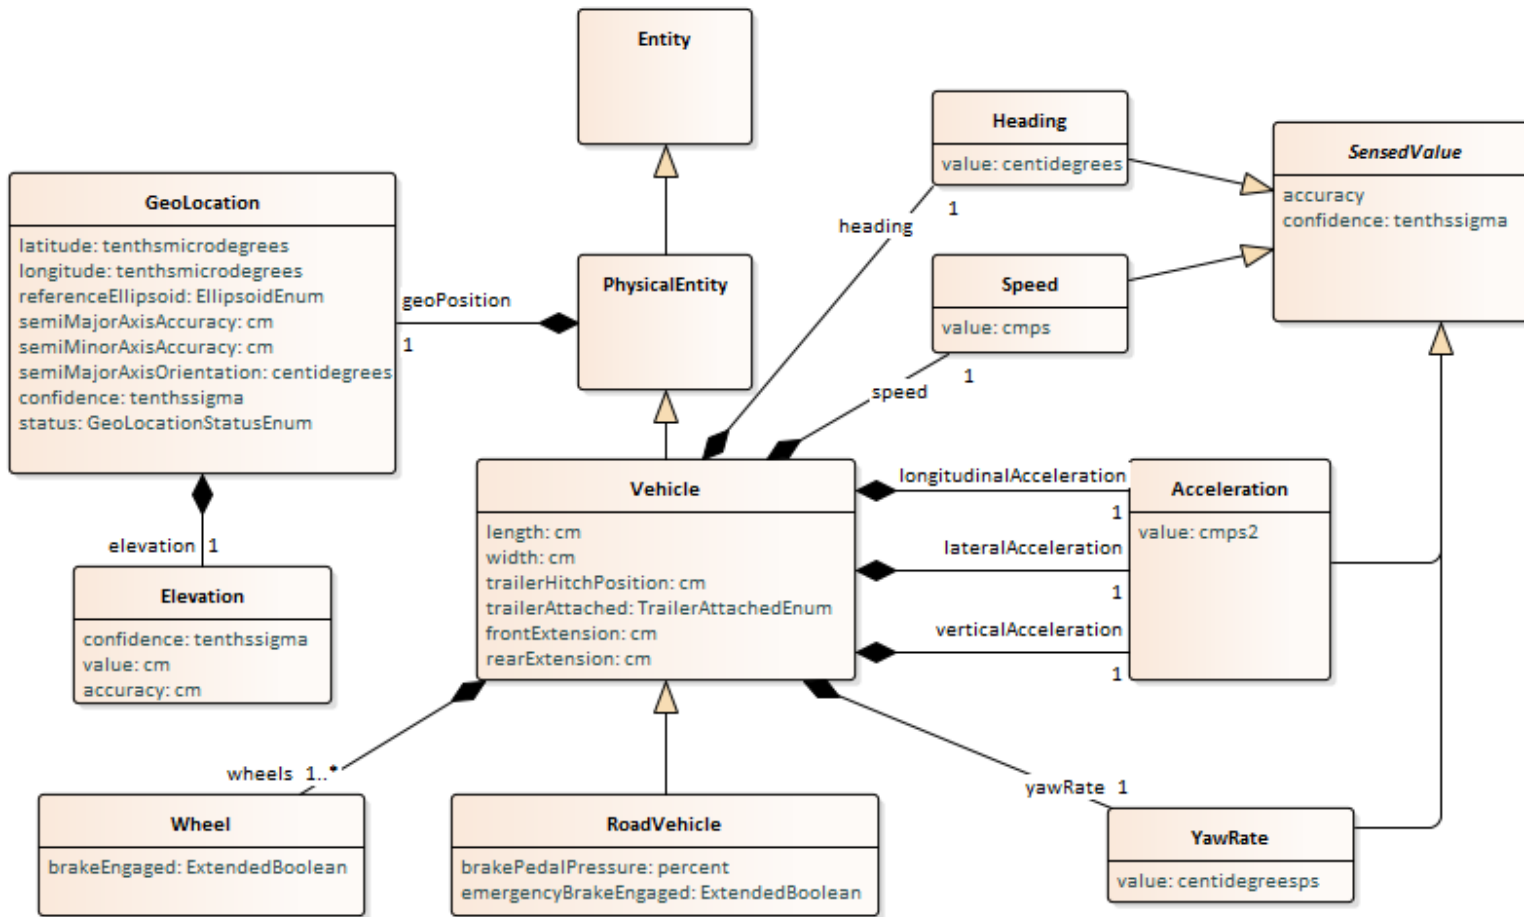 Entity
Heading
value: centidegrees
1
heading
SensedValue
accuracy
confidence: tenthssigma
GeoLocation
latitude: tenthsmicrodegrees
longitude: tenthsmicrodegrees
referenceEllipsoid: EllipsoidEnum
semiMajorAxisAccuracy: cm
semiMinorAxisAccuracy: cm
semiMajorAxisOrientation: centidegrees
confidence: tenthssigma
status: GeoLocationStatusEnum
geoPosition
1
PhysicalEntity
Speed
value: cmps
1
speed
Vehicle
length: cm
width: cm
trailerHitchPosition: cm
trailerAttached: TrailerAttachedEnum
frontExtension: cm
rearExtension: cm
longitudinalAcceleration
1
lateralAcceleration
1
verticalAcceleration
1
Acceleration
value: cmps2
elevation 1
Elevation
confidence: tenthssigma
value: cm
accuracy: cm
wheels 1..*
Wheel
brakeEngaged: ExtendedBoolean
RoadVehicle
brakePedalPressure: percent
emergencyBrakeEngaged: ExtendedBoolean
yawRate 1
YawRate
value: centidegreesps